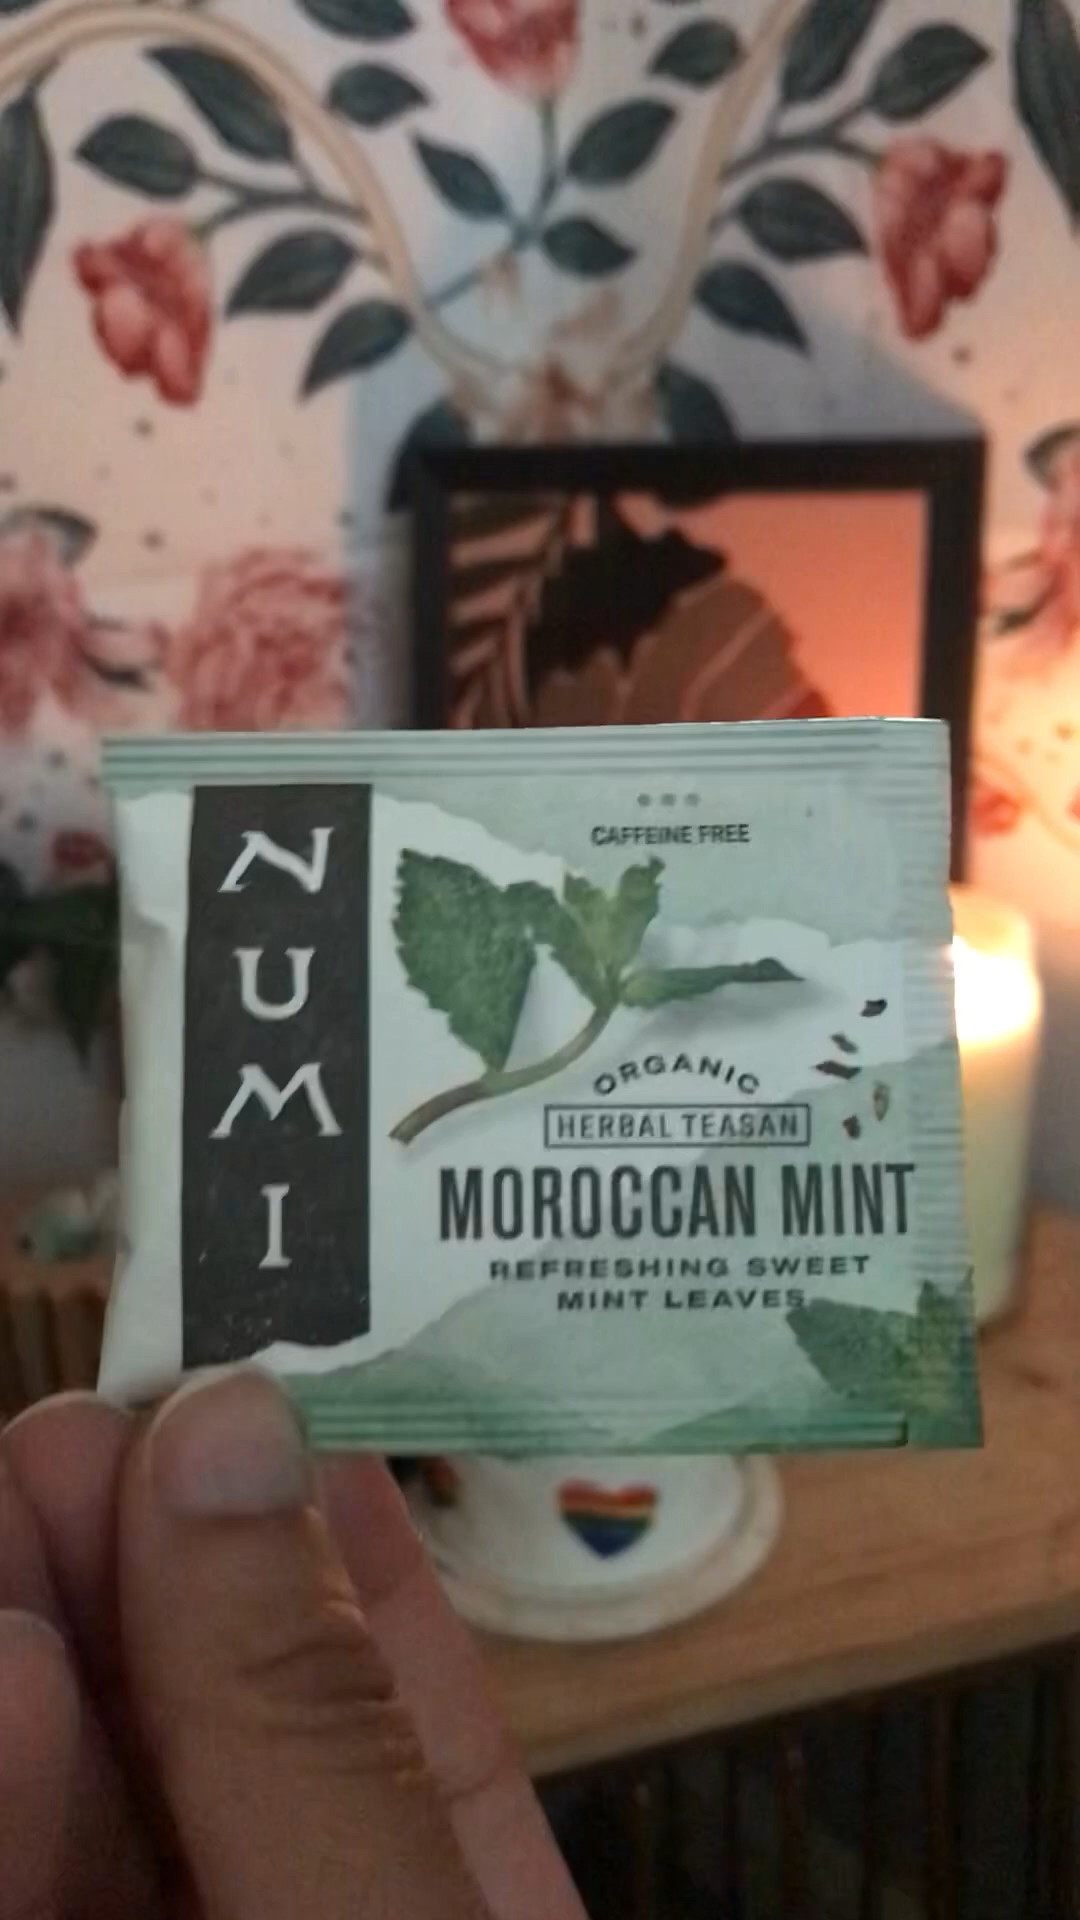 NUMI
CAFFEINE FREE
ORGANIC
HERBAL TEASAN
MOROCCAN MINT
REFRESHING SWEET
MINT LEAVES